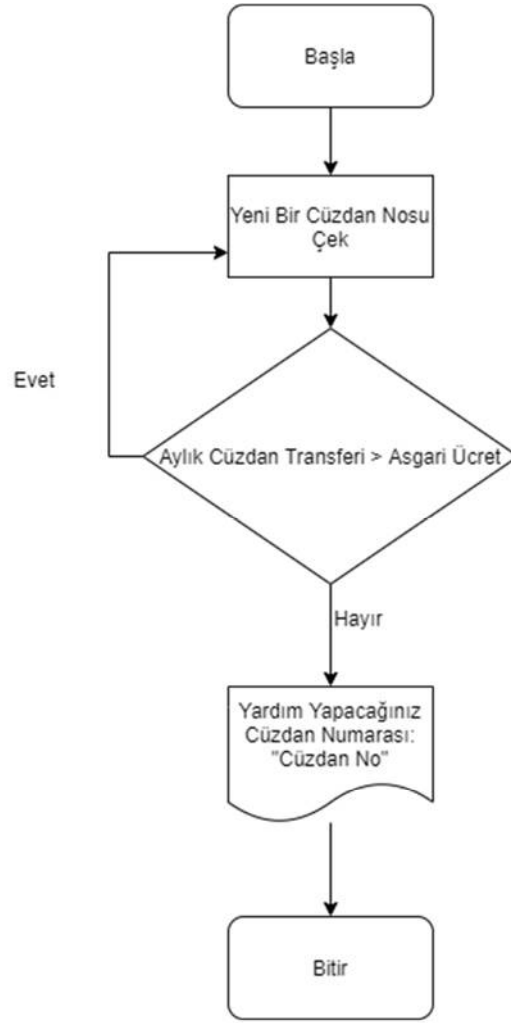 Başla
Yeni Bir Cüzdan Nosu
Çek
Evet
Aylık Cüzdan Transferi > Asgari Ücret
Hayır
Yardım Yapacağınız
Cüzdan Numarası:
"Cüzdan No"
Bitir